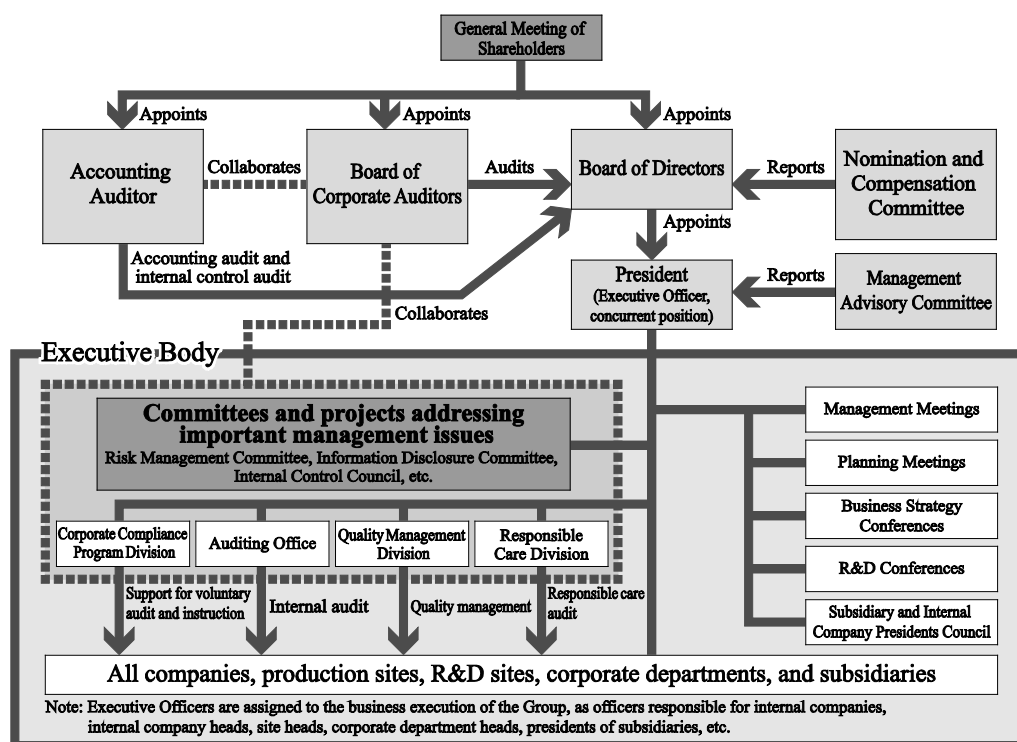 General Meeting of
Shareholders
Appoints
Appoints
Appoints
Accounting
Auditor
Collaborates
Board of
Corporate Auditors
Audits
Board of Directors
Reports
Nomination and
Compensation
Committee
Accounting audit and
internal control audit
Appoints
Collaborates
President
(Executive Officer,
concurrent position)
Reports
Management
Advisory Committee
Executive Body
Committees and projects addressing
important management issues
Risk Management Committee, Information Disclosure Committee,
Internal Control Council, etc.
Corporate Compliance
Program Division
Auditing Office
Quality Management
Division
Responsible
Care Division
Support for voluntary
audit and instruction
Internal audit
Quality management
Responsible care
audit
Management Meetings
Planning Meetings
Business Strategy
Conferences
R&D Conferences
Subsidiary and Internal
Company Presidents Council
All companies, production sites, R&D sites, corporate departments, and subsidiaries
Note: Executive Officers are assigned to the business execution of the Group, as officers responsible for internal companies,
internal company heads, site heads, corporate department heads, presidents of subsidiaries, etc.